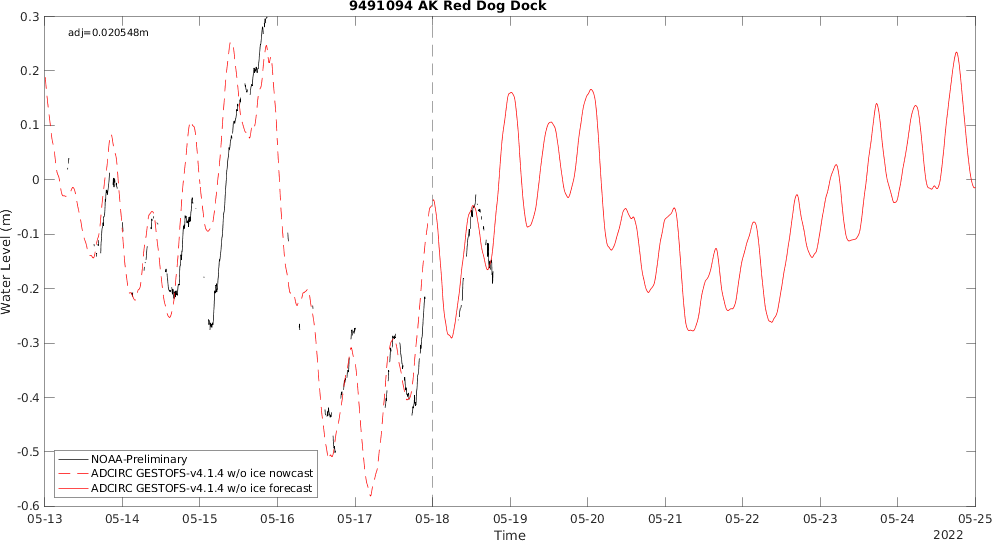 9491094 AK Red Dog Dock
adj=0.020548m
0.3
0.2
0.1
0
-0.1
-0.2
-0.3
-0.4
-0.5
-0.6
Water Level (m)
NOAA-Preliminary
ADCIRC GESTOFS-v4.1.4 w/o ice nowcast
ADCIRC GESTOFS-v4.1.4 w/o ice forecast
05-13 05-14 05-15 05-16 05-17 05-18 05-19 05-20 05-21 05-22 05-23 05-24 05-25
Time
2022